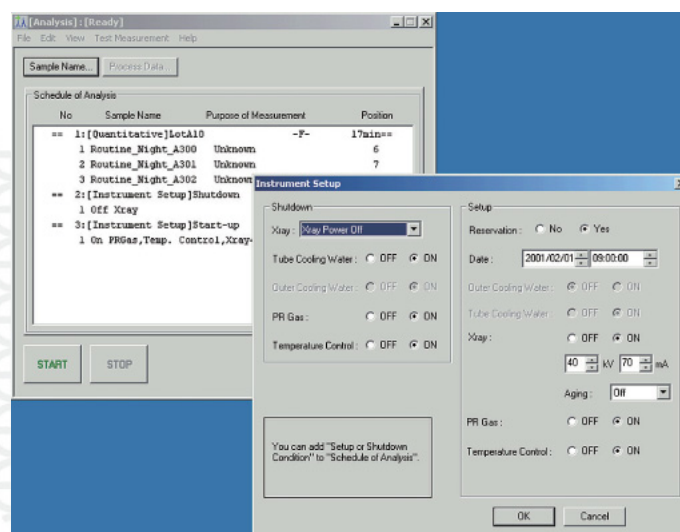 [Analysis]:[Ready]
File Edit View Test Measurement Help
Sample Name... Process Data...
Schedule of Analysis
No Sample Name Purpose of Measurement Position
== 1:[Quantitative]LotA10 -F- 17min==
1 Routine_Night_A300 Unknown 6
2 Routine_Night_A301 Unknown 7
3 Routine_Night_A302 Unknown
== 2:[Instrument Setup]Shutdown
1 Off Xray
== 3:[Instrument Setup]Start-up
1 On PRGas,Temp. Control,Xray
START STOP
Instrument Setup
Shutdown
Xray : Xray Power Off
Tube Cooling Water : OFF ON
Outer Cooling Water : OFF ON
PR Gas : OFF ON
Temperature Control : OFF ON
You can add "Setup or Shutdown
Condition" to "Schedule of Analysis".
Setup
Reservation : No Yes
Date : 2001/02/01 09:00:00
Outer Cooling Water : OFF ON
Tube Cooling Water : OFF ON
Xray : OFF ON
40 kV 70 mA
Aging : Off
PR Gas : OFF ON
Temperature Control : OFF ON
OK Cancel